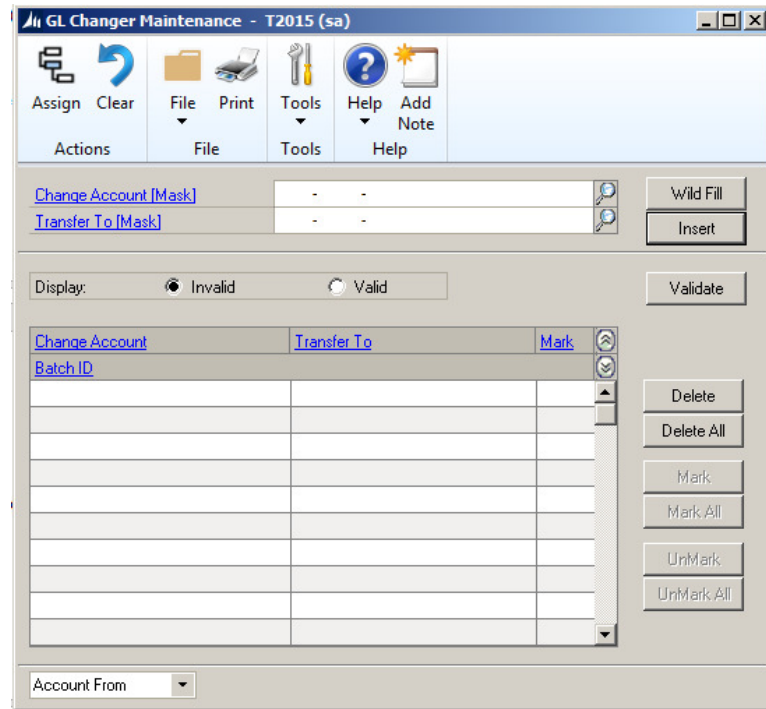 GL Changer Maintenance - T2015 (sa)
Assign Clear File Print Tools Help Add Note
Actions File Tools Help
Change Account [Mask] - - Wild Fill
Transfer To [Mask] - - Insert
Display: Invalid Valid Validate
Change Account Transfer To Mark
Batch ID
Delete
Delete All
Mark
Mark All
UnMark
UnMark All
Account From